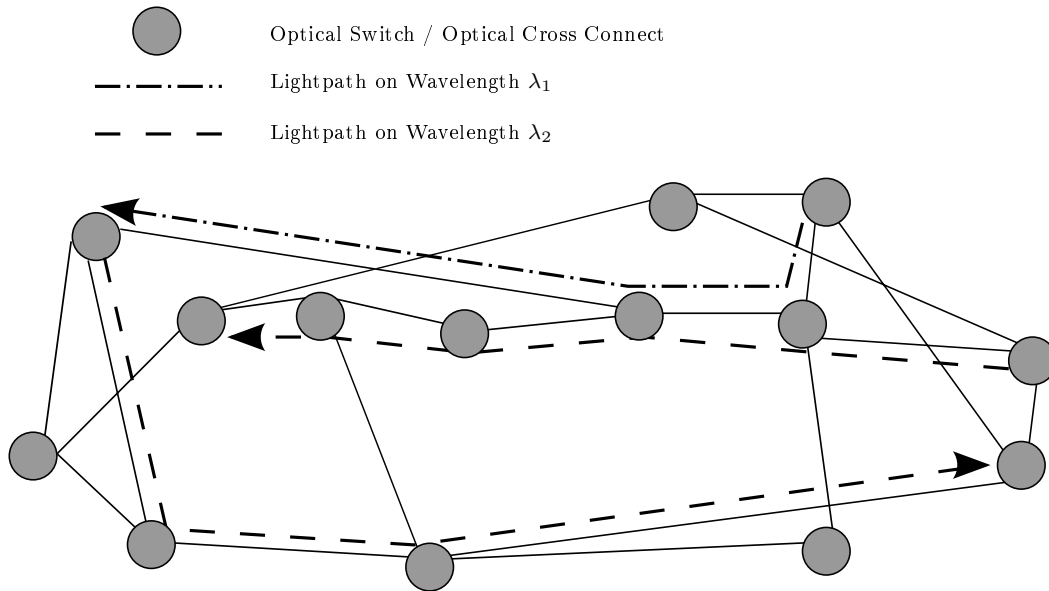 Optical Switch / Optical Cross Connect
Lightpath on Wavelength λ₁
Lightpath on Wavelength λ₂